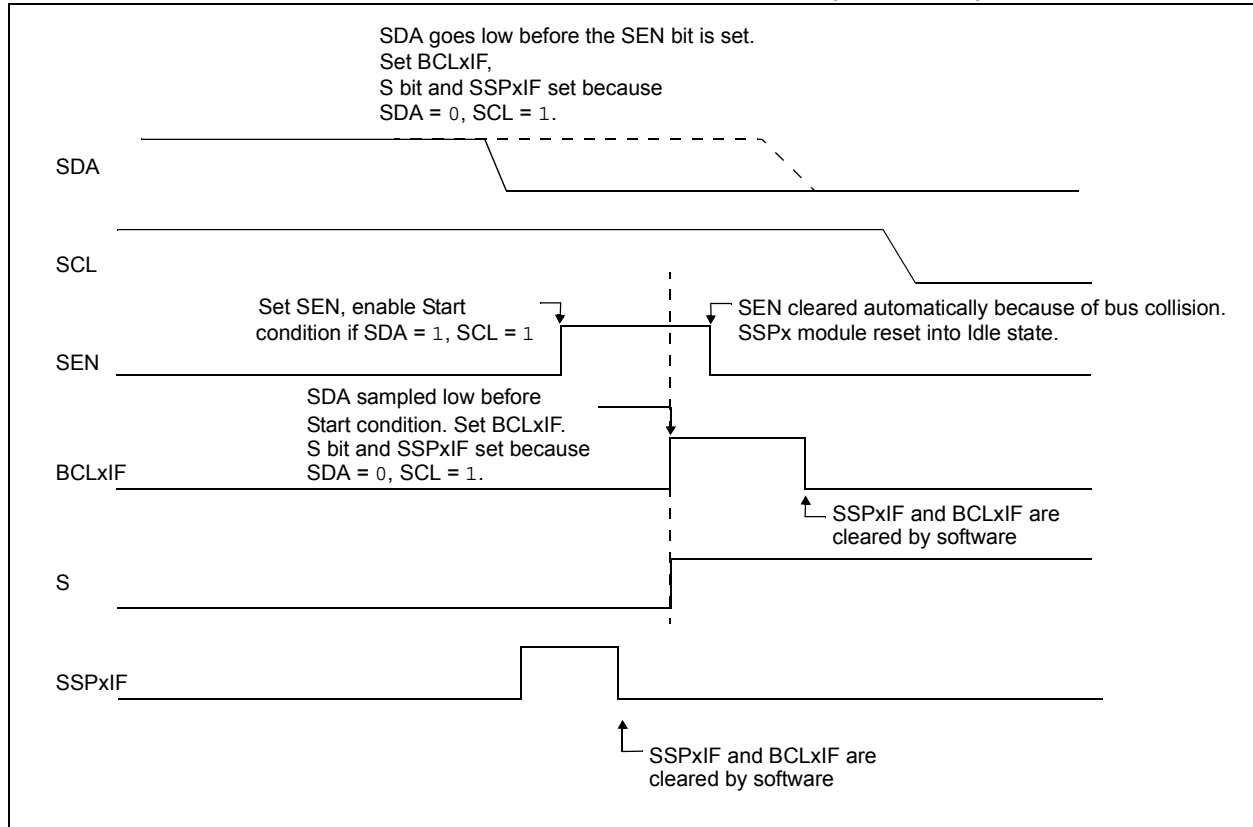 SDA goes low before the SEN bit is set.
Set BCLxIF,
S bit and SSPxIF set because
SDA = 0, SCL = 1.
SDA
SCL
Set SEN, enable Start
condition if SDA = 1, SCL = 1
SEN cleared automatically because of bus collision.
SSPx module reset into Idle state.
SEN
SDA sampled low before
Start condition. Set BCLxIF.
S bit and SSPxIF set because
SDA = 0, SCL = 1.
BCLxIF
SSPxIF and BCLxIF are
cleared by software
S
SSPxIF
SSPxIF and BCLxIF are
cleared by software